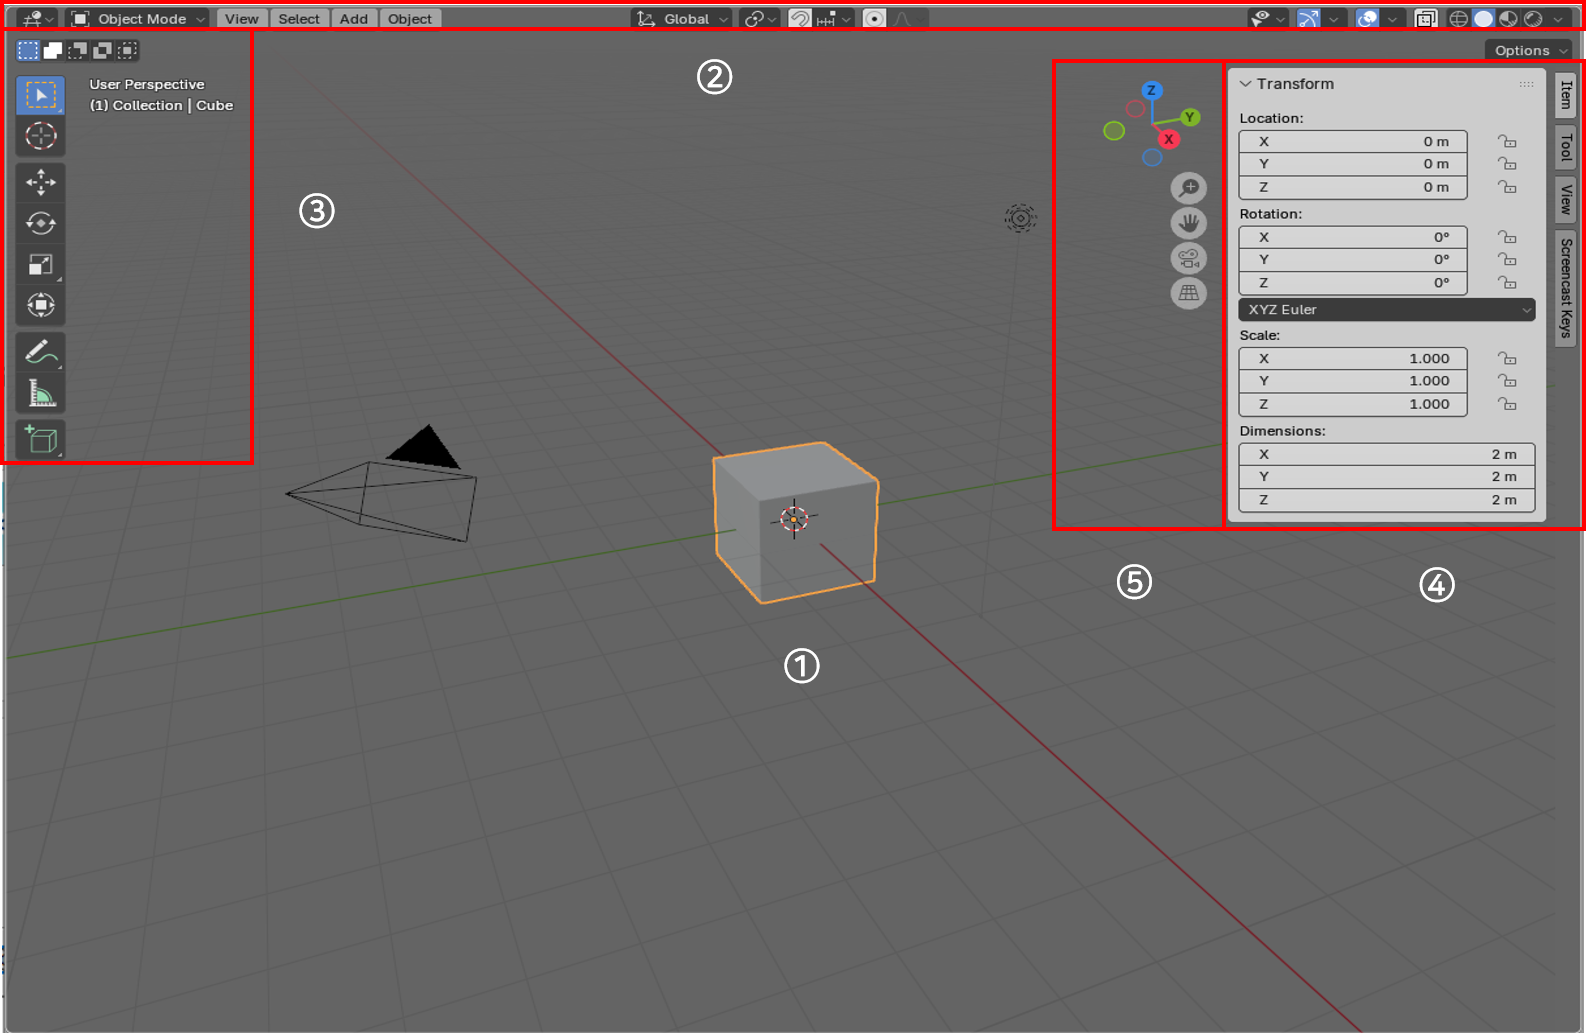 Object Mode View Select Add Object Global
Options
User Perspective
(1) Collection | Cube
②
③
Z
Y
X
Transform
Location:
X 0 m
Y 0 m
Z 0 m
Rotation:
X 0°
Y 0°
Z 0°
XYZ Euler
Scale:
X 1.000
Y 1.000
Z 1.000
Dimensions:
X 2 m
Y 2 m
Z 2 m
Item
Tool
View
Screencast Keys
⑤
④
①